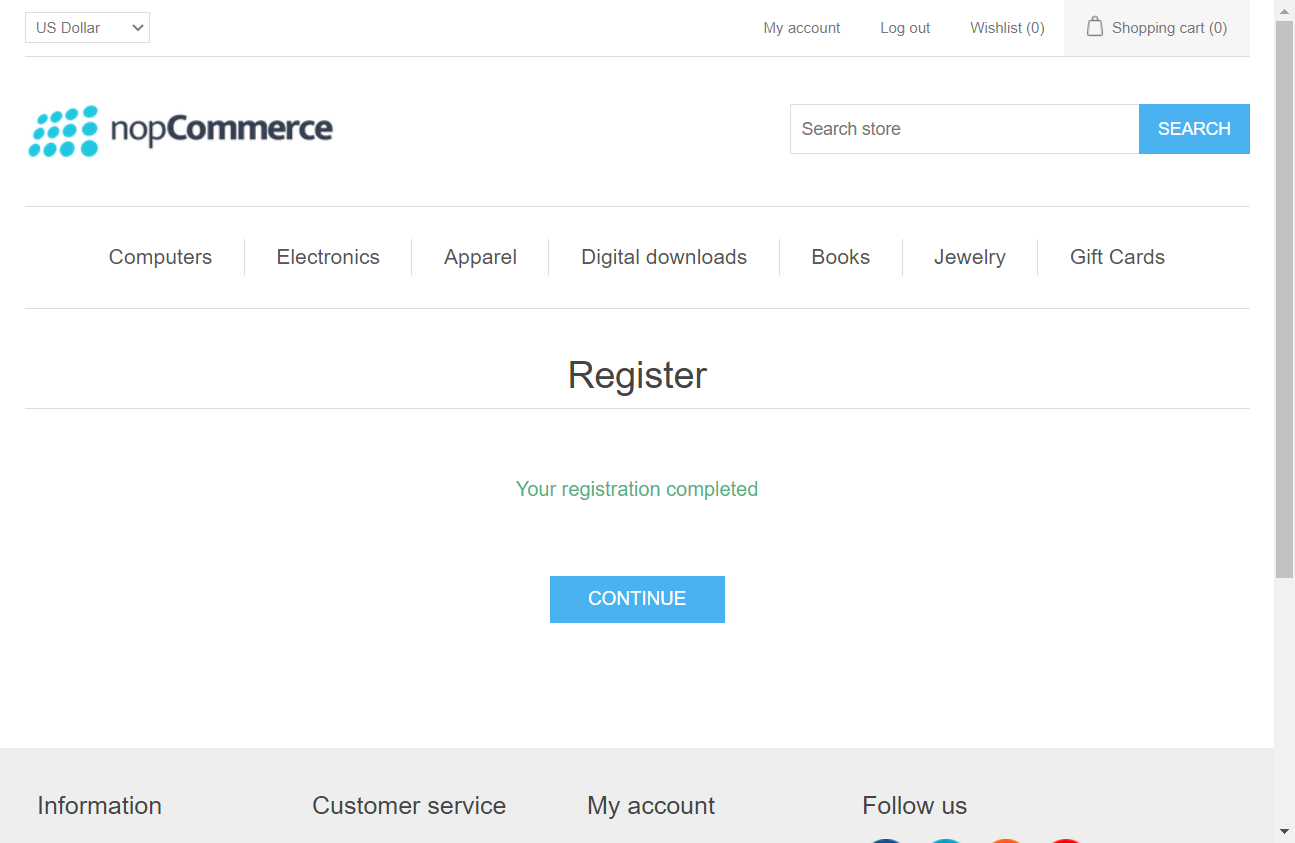 US Dollar
My account
Log out
Wishlist (0)
Shopping cart (0)
nopCommerce
Search store
SEARCH
Computers
Electronics
Apparel
Digital downloads
Books
Jewelry
Gift Cards
Register
Your registration completed
CONTINUE
Information
Customer service
My account
Follow us